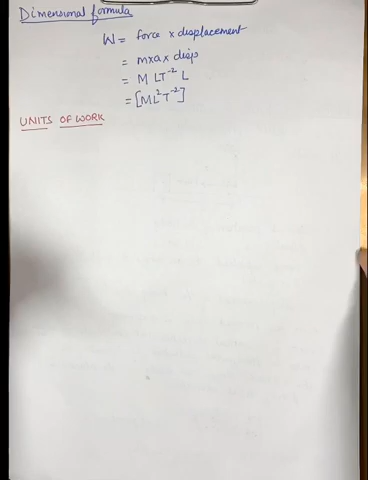 Dimensional formula
W = force × displacement
= m×a× disp
= M LT⁻² L
= [ML²T⁻²]
UNITS OF WORK